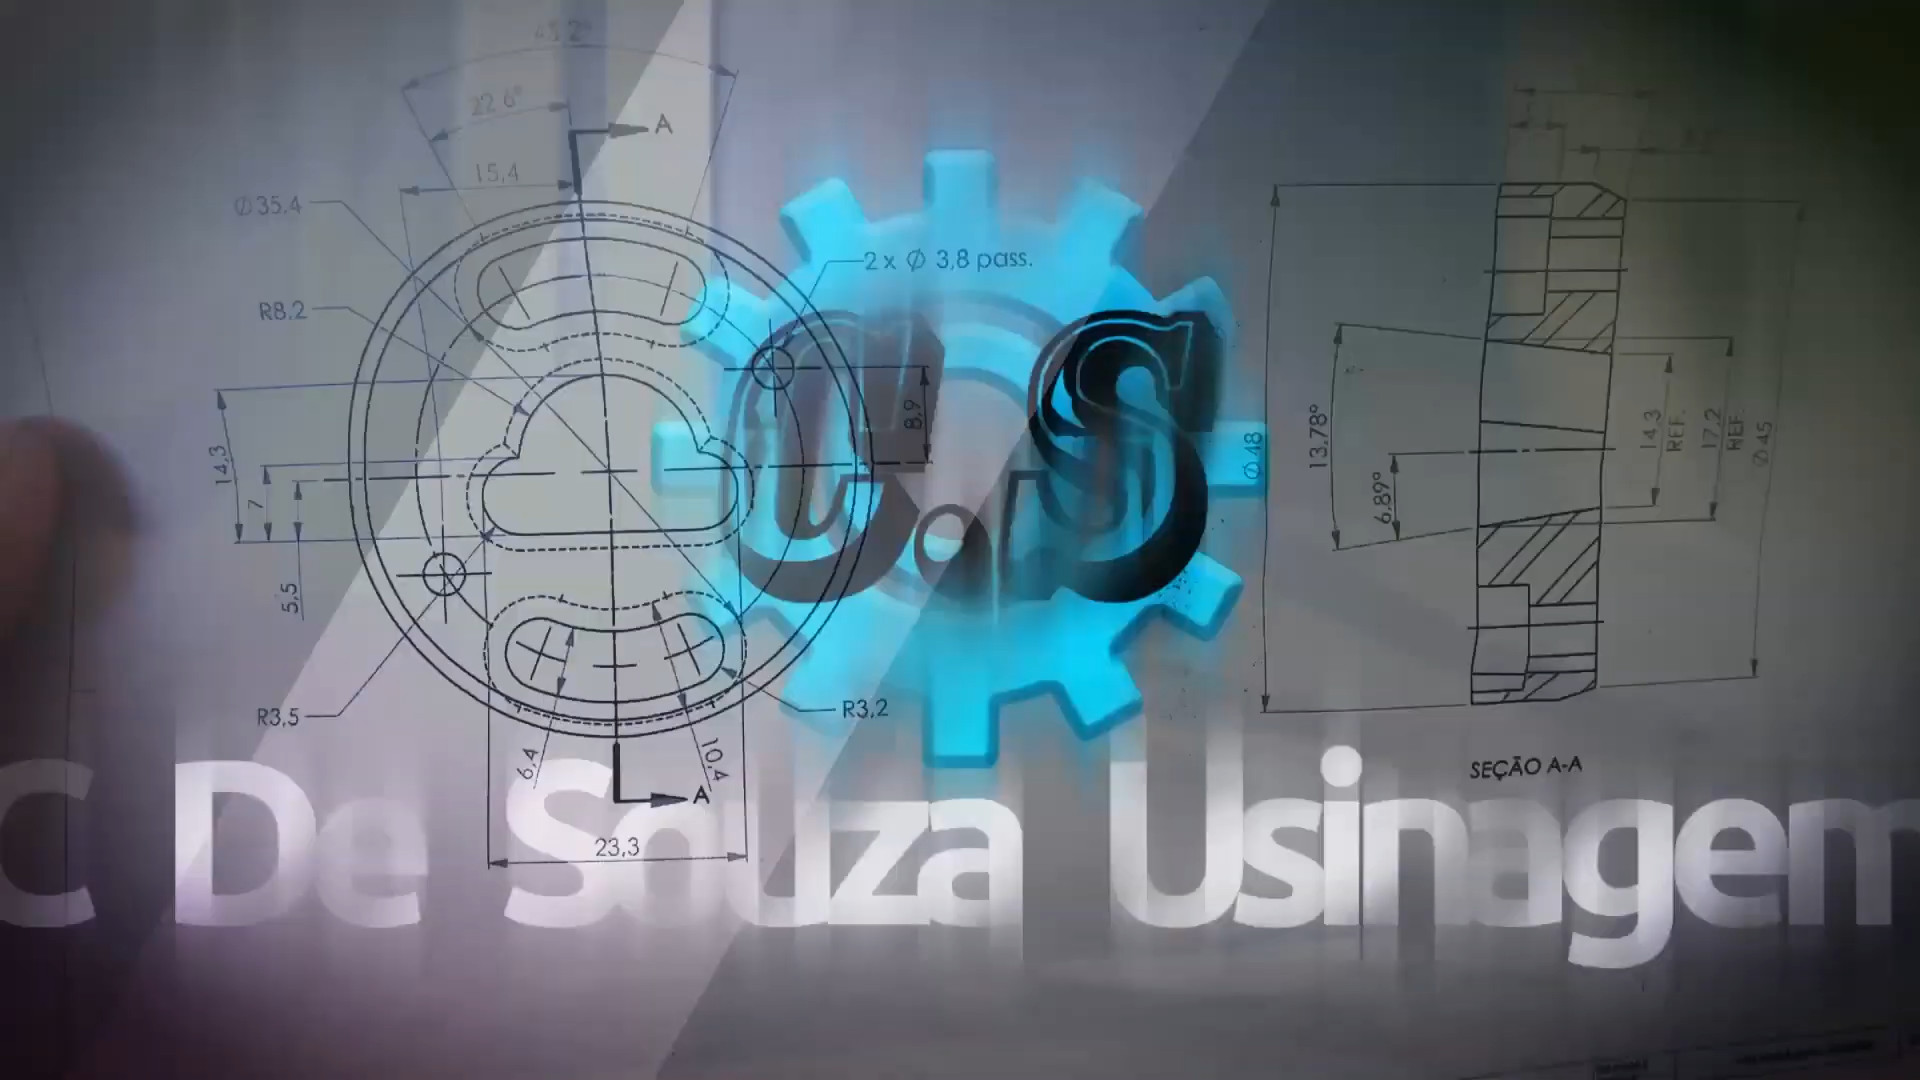 45,2°
22,6°
A
15,4
Ø35,4
2 x Ø 3,8 pass.
R8,2
C.S
8,9
14,3
7
5,5
Ø48
13,78°
6,89°
14,3
REF.
17,2
REF.
Ø45
R3,5
R3,2
6,4
10,4
A
SEÇÃO A-A
C De Souza Usinagem
23,3